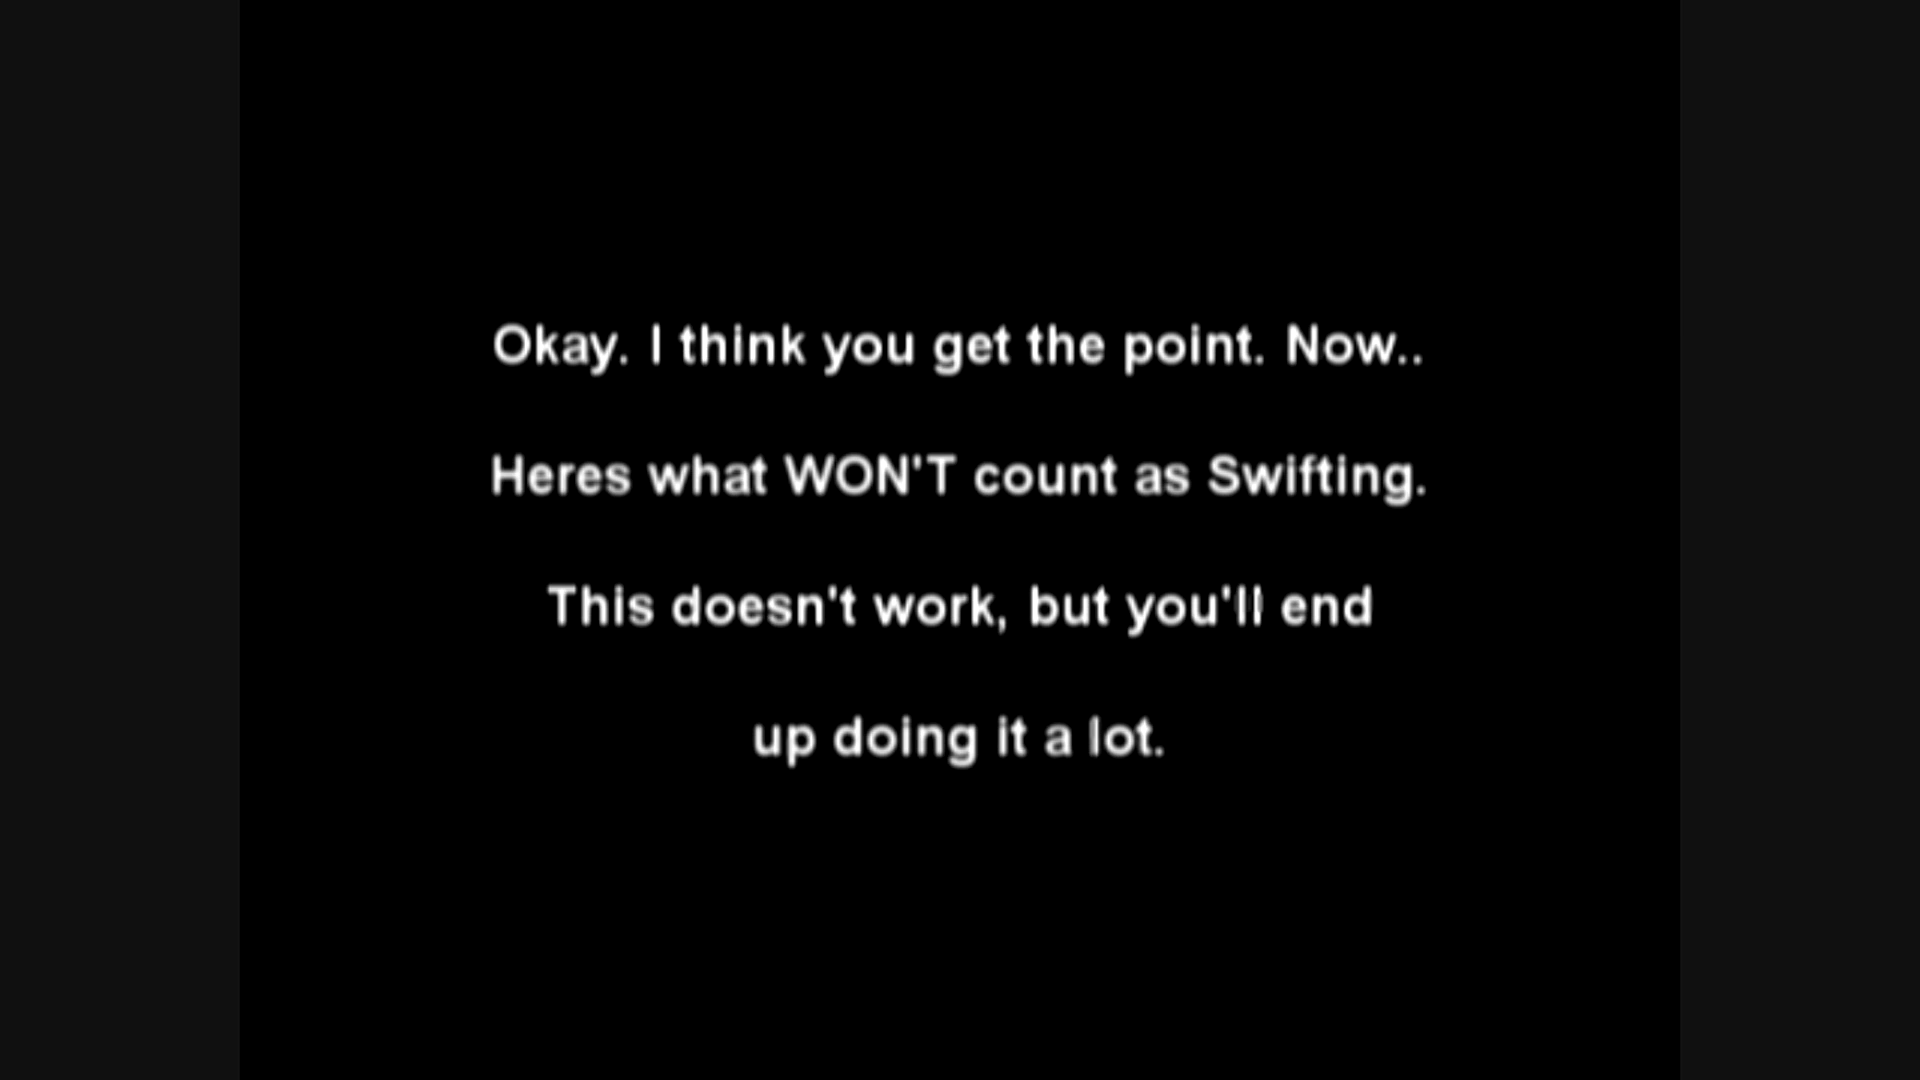 Okay. I think you get the point. Now..
Heres what WON'T count as Swifting.
This doesn't work, but you'll end
up doing it a lot.